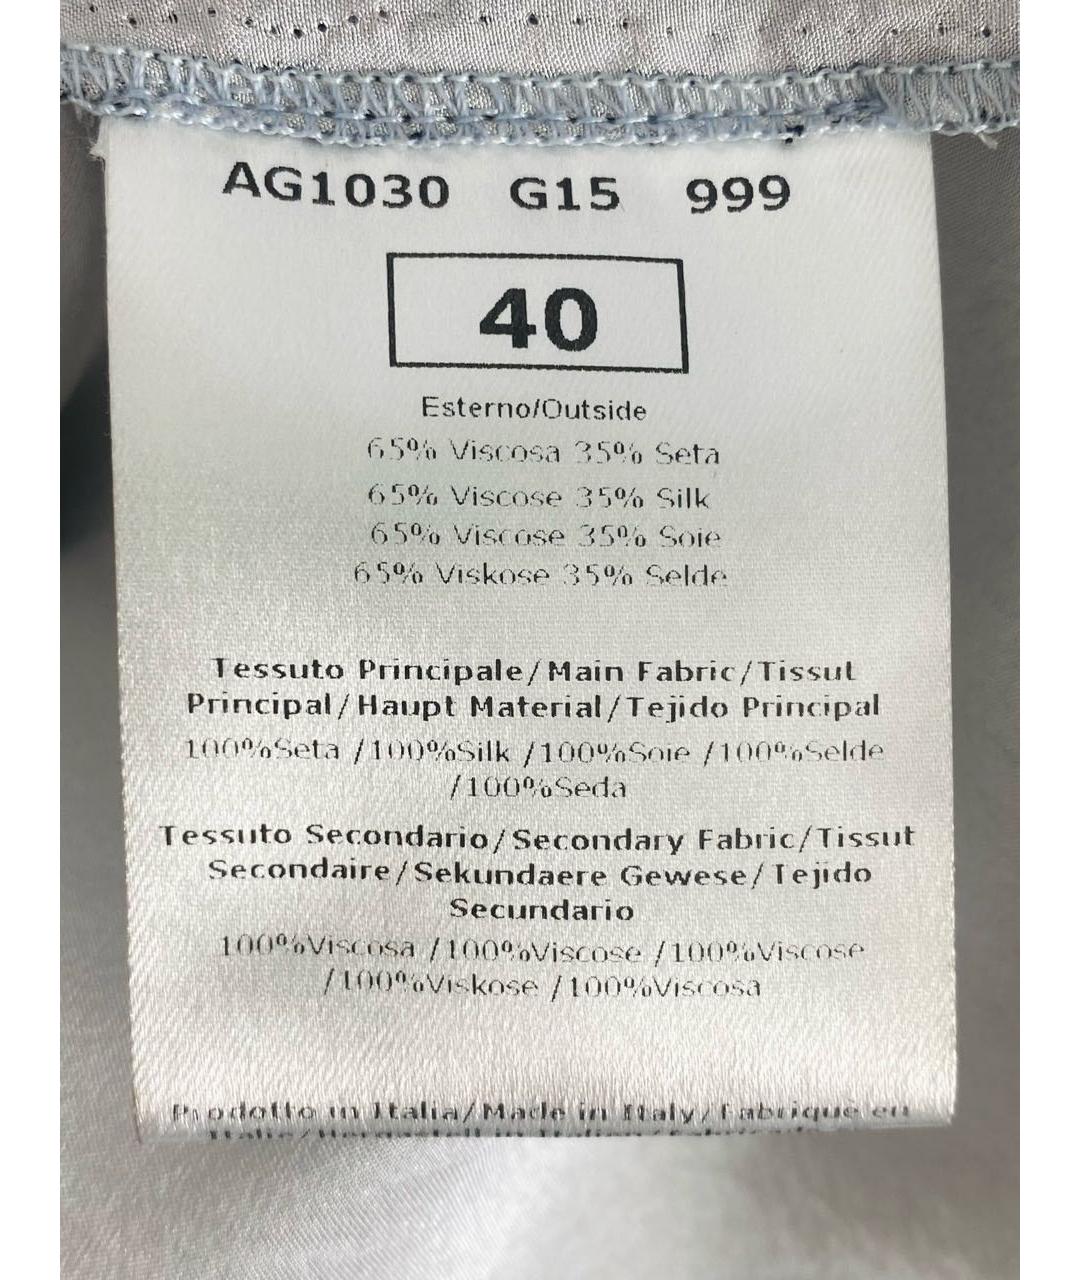 AG1030 G15 999
40
Esterno/Outside
65% Viscosa 35% Seta
65% Viscose 35% Silk
65% Viscose 35% Soie
65% Viskose 35% Selde
Tessuto Principale/Main Fabric/Tissut
Principal/Haupt Material/Tejido Principal
100%Seta /100%Silk /100%Soie /100%Selde
/100%Seda
Tessuto Secondario/Secondary Fabric/Tissut
Secondaire/Sekundaere Gewese/Tejido
Secundario
100%Viscosa /100%Viscose /100%Viscose
/100%Viskose /100%Viscosa
Prodotto in Italia/Made in Italy/Fabriquè en